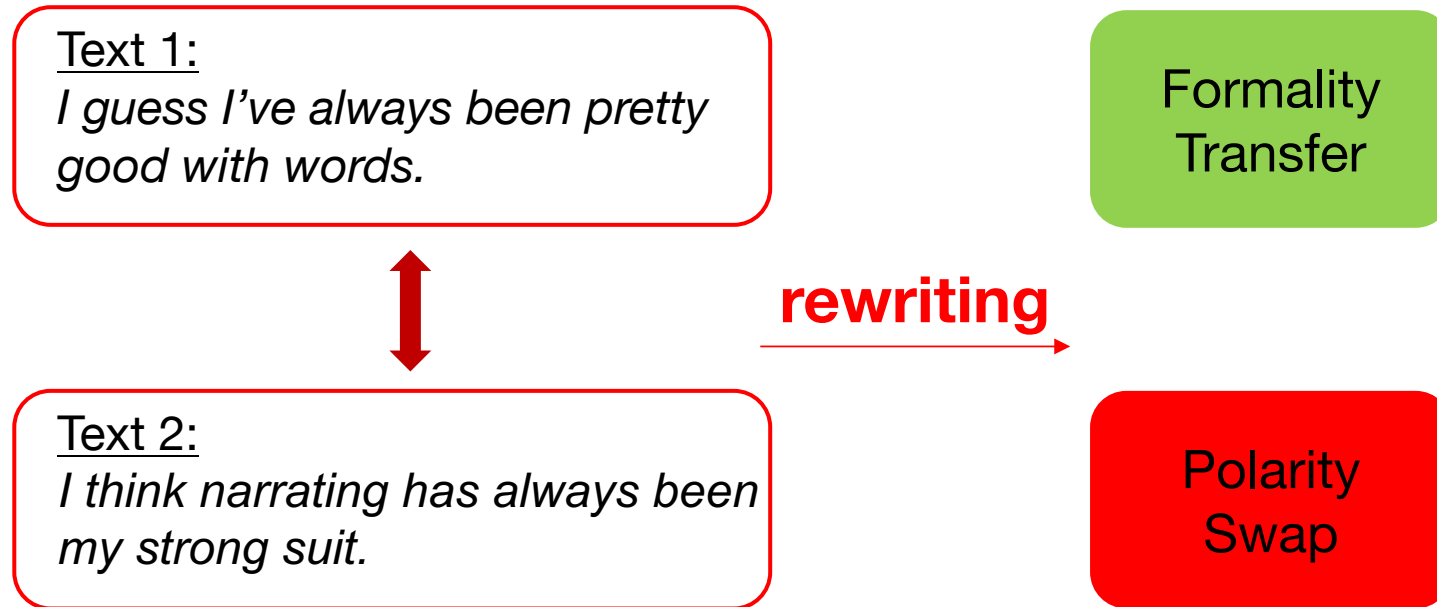 Text 1:
I guess I’ve always been pretty
good with words.
Formality
Transfer
rewriting
Text 2:
I think narrating has always been
my strong suit.
Polarity
Swap